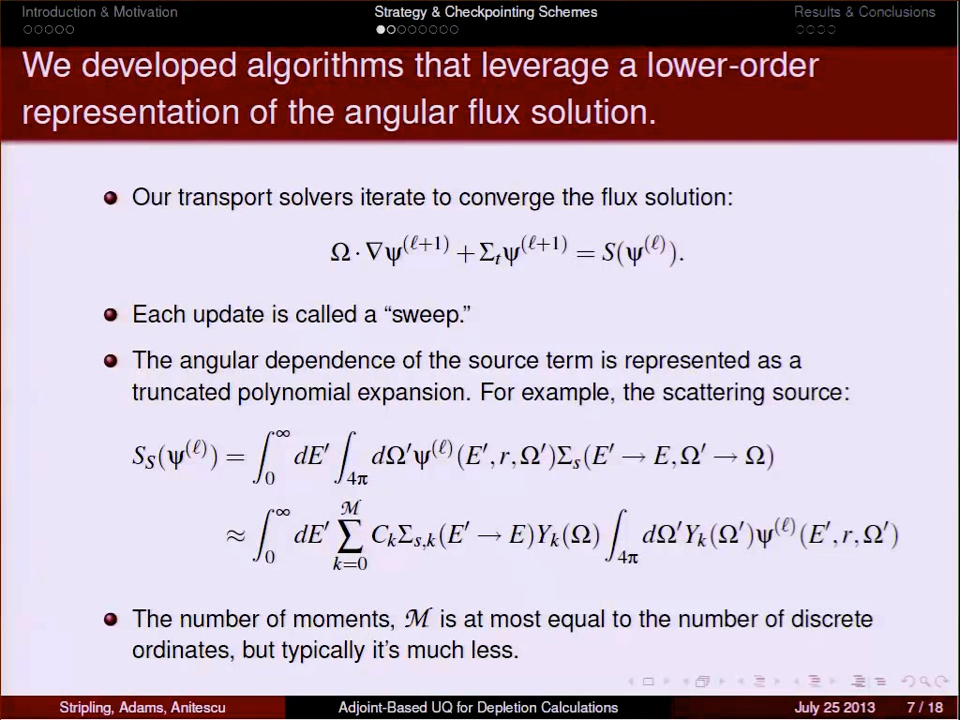 Introduction & Motivation Strategy & Checkpointing Schemes Results & Conclusions
We developed algorithms that leverage a lower-order
representation of the angular flux solution.
Our transport solvers iterate to converge the flux solution:
Ω · ∇ψ^(ℓ+1) + Σ_t ψ^(ℓ+1) = S(ψ^(ℓ)).
Each update is called a “sweep.”
The angular dependence of the source term is represented as a
truncated polynomial expansion. For example, the scattering source:
S_S(ψ^(ℓ)) = ∫_0^∞ dE′ ∫_4π dΩ′ψ^(ℓ)(E′, r, Ω′)Σ_s(E′ → E, Ω′ → Ω)
≈ ∫_0^∞ dE′ ∑_{k=0}^ℳ C_k Σ_{s,k}(E′ → E)Y_k(Ω) ∫_4π dΩ′Y_k(Ω′)ψ^(ℓ)(E′, r, Ω′)
The number of moments, ℳ is at most equal to the number of discrete
ordinates, but typically it’s much less.
Stripling, Adams, Anitescu Adjoint-Based UQ for Depletion Calculations July 25 2013 7 / 18